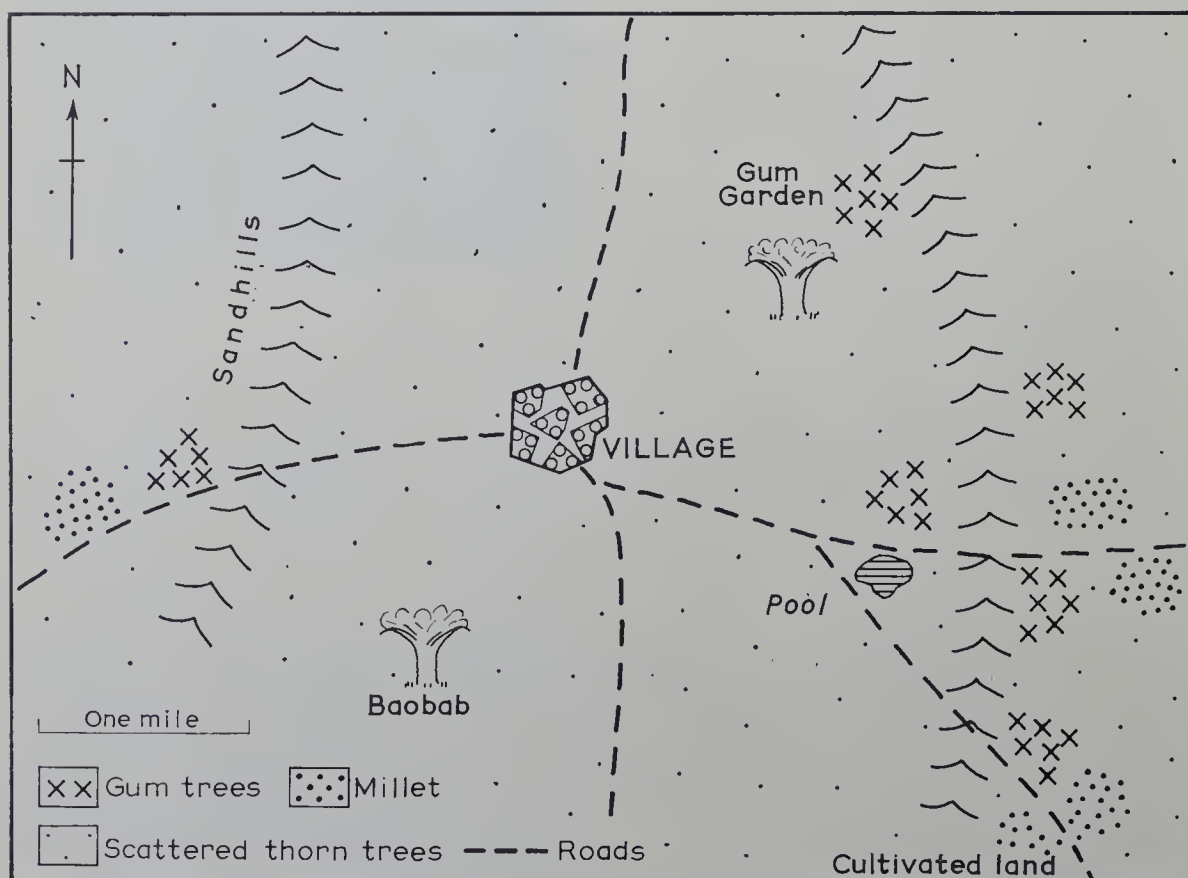 N
Gum
Garden
Sandhills
VILLAGE
Pool
Baobab
One mile
Gum trees
Millet
Scattered thorn trees
Roads
Cultivated land